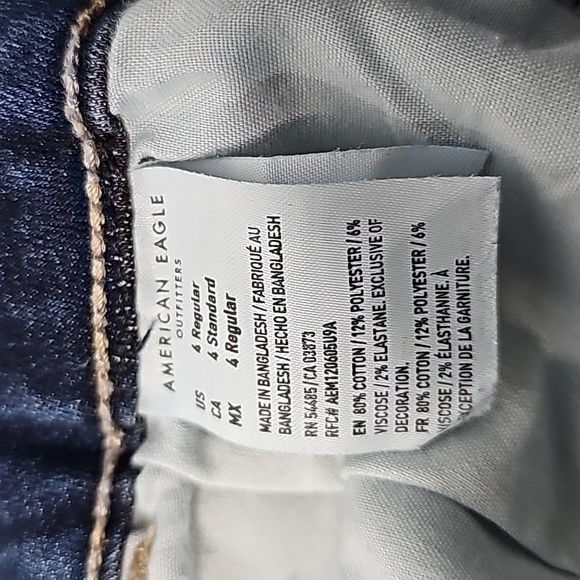 AMERICAN EAGLE
OUTFITTERS
US 4 Regular
CA 4 Standard
MX 4 Regular
MADE IN BANGLADESH / FABRIQUÉ AU
BANGLADESH / HECHO EN BANGLADESH
RN 54485 / CA 03873
RFC# AEM120605U9A
EN 80% COTTON / 12% POLYESTER / 6%
VISCOSE / 2% ELASTANE. EXCLUSIVE OF
DECORATION.
FR 80% COTON / 12% POLYESTER / 6%
VISCOSE / 2% ÉLASTHANNE. À
EXCEPTION DE LA GARNITURE.